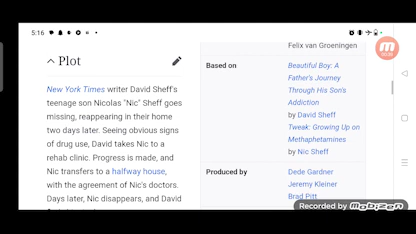 5:16
Plot
New York Times writer David Sheff's
teenage son Nicolas "Nic" Sheff goes
missing, reappearing in their home
two days later. Seeing obvious signs
of drug use, David takes Nic to a
rehab clinic. Progress is made, and
Nic transfers to a halfway house,
with the agreement of Nic's doctors.
Days later, Nic disappears, and David
Felix van Groeningen
Based on
Beautiful Boy: A
Father's Journey
Through His Son's
Addiction
by David Sheff
Tweak: Growing Up on
Methaphetamines
by Nic Sheff
Produced by
Dede Gardner
Jeremy Kleiner
Brad Pitt
Recorded by Mobizen